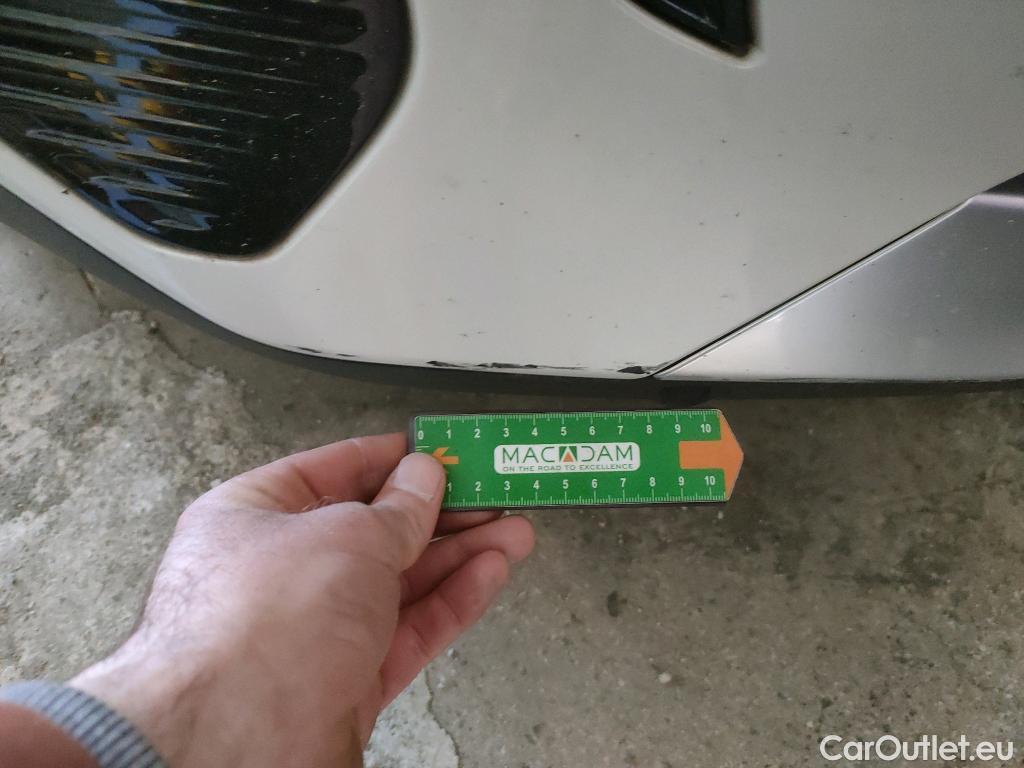 0 1 2 3 4 5 6 7 8 9 10
MACADAM
ON THE ROAD TO EXCELLENCE
1 2 3 4 5 6 7 8 9 10
CarOutlet.eu